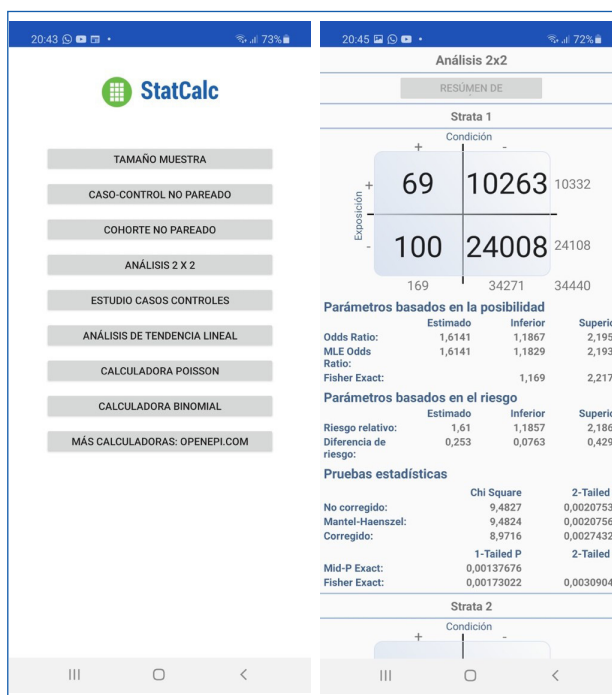 20:43
73%
StatCalc
TAMAÑO MUESTRA
CASO-CONTROL NO PAREADO
COHORTE NO PAREADO
ANÁLISIS 2 X 2
ESTUDIO CASOS CONTROLES
ANÁLISIS DE TENDENCIA LINEAL
CALCULADORA POISSON
CALCULADORA BINOMIAL
MÁS CALCULADORAS: OPENEPI.COM
20:45
72%
Análisis 2x2
RESÚMEN DE
Strata 1
Condición
+ -
Exposición
+ 69 10263 10332
- 100 24008 24108
169 34271 34440
Parámetros basados en la posibilidad
Estimado Inferior Superio
Odds Ratio: 1,6141 1,1867 2,195
MLE Odds 1,6141 1,1829 2,193
Ratio:
Fisher Exact: 1,169 2,217
Parámetros basados en el riesgo
Estimado Inferior Superio
Riesgo relativo: 1,61 1,1857 2,186
Diferencia de 0,253 0,0763 0,429
riesgo:
Pruebas estadísticas
Chi Square 2-Tailed
No corregido: 9,4827 0,0020753
Mantel-Haenszel: 9,4824 0,0020756
Corregido: 8,9716 0,0027432
1-Tailed P 2-Tailed
Mid-P Exact: 0,00137676
Fisher Exact: 0,00173022 0,0030904
Strata 2
Condición
+ -